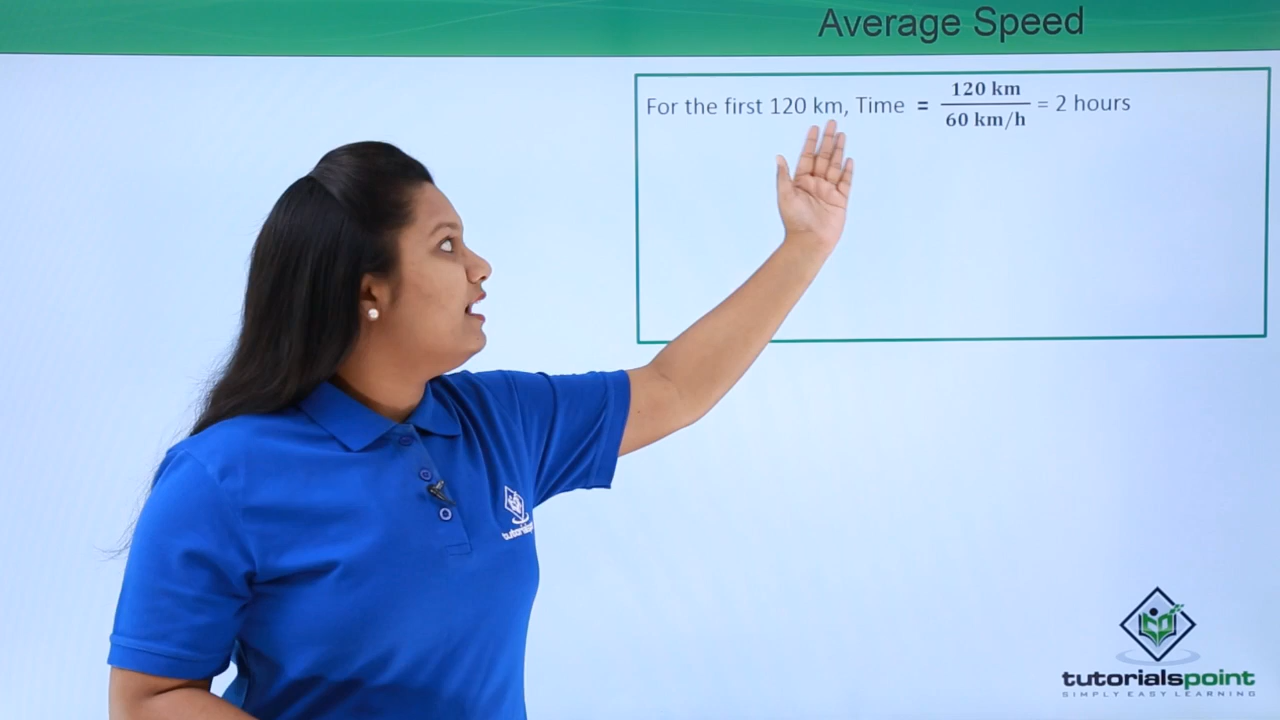 Average Speed
For the first 120 km, Time = 120 km / 60 km/h = 2 hours
tutorialspoint
SIMPLY EASY LEARNING